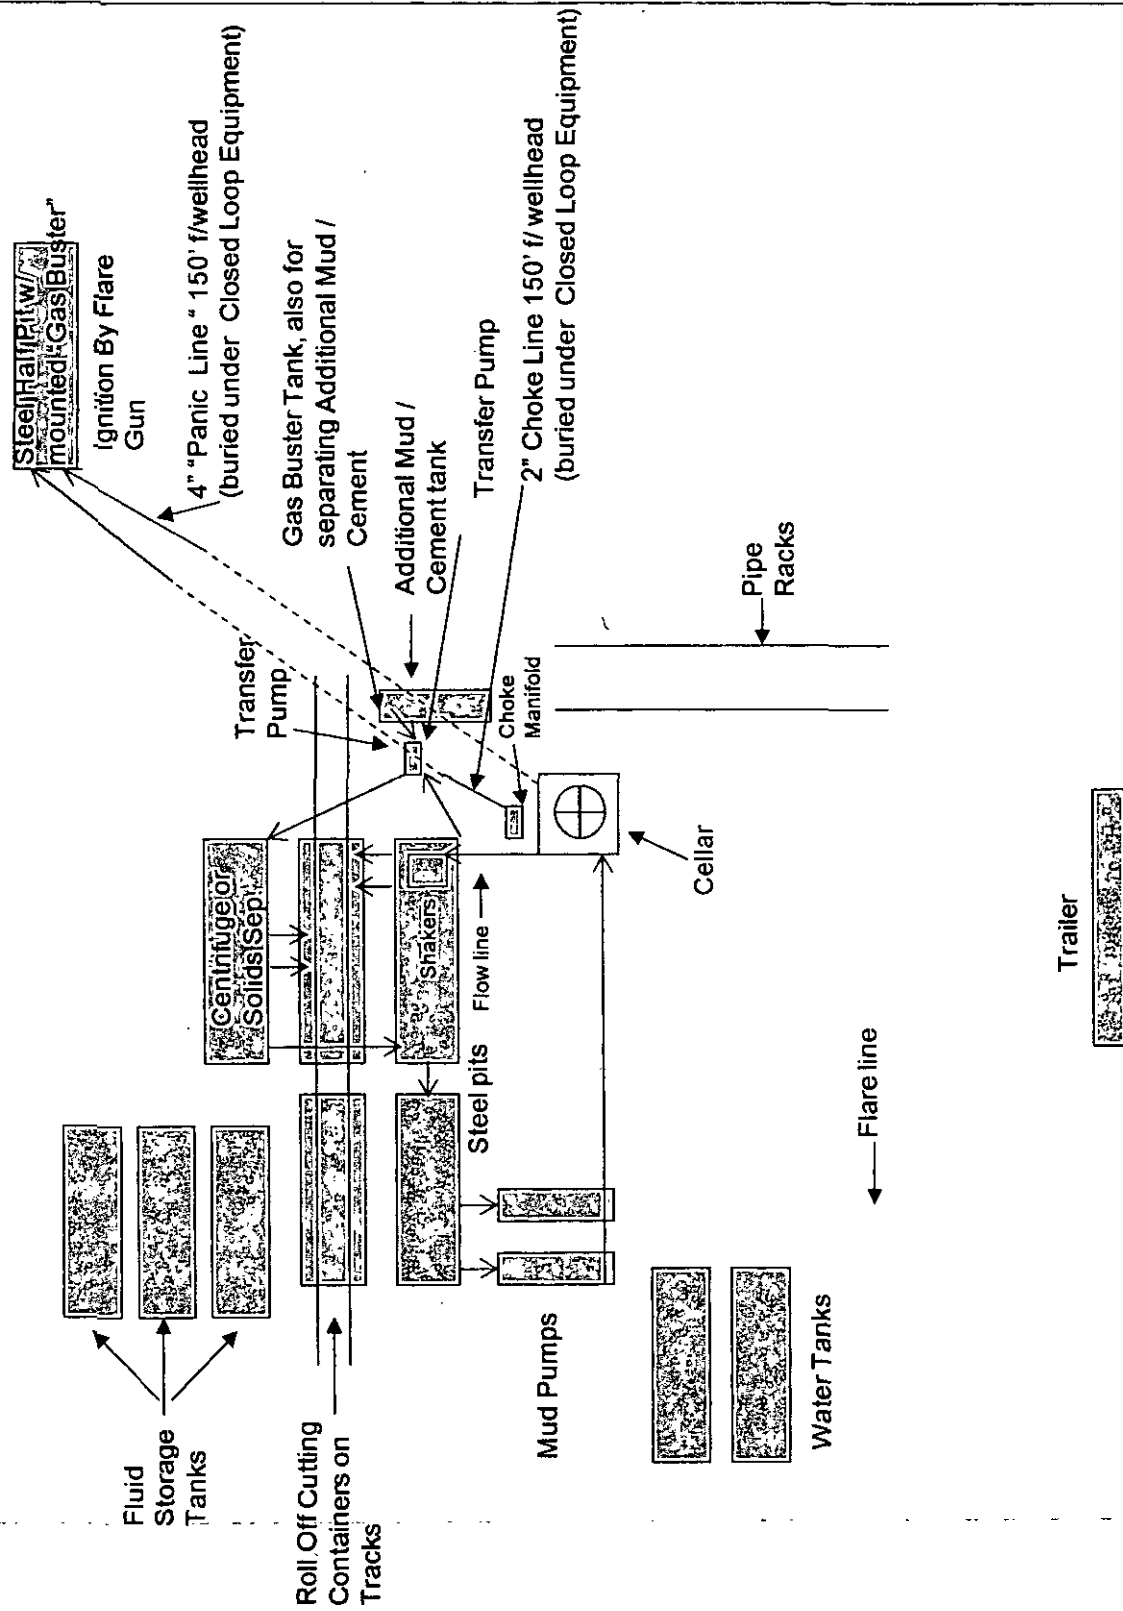 Steel Half Pit w/
mounted "Gas Buster"
Ignition By Flare
Gun
4" "Panic Line" 150' f/wellhead
(buried under Closed Loop Equipment)
Gas Buster Tank, also for
separating Additional Mud /
Cement
Additional Mud /
Cement tank
Transfer Pump
2" Choke Line 150' f/wellhead
(buried under Closed Loop Equipment)
Transfer
Pump
Choke
Manifold
Pipe
Racks
Centrifuge or
Solids Sep.
Shakers
Flow line
Steel pits
Cellar
Fluid
Storage
Tanks
Roll Off Cutting
Containers on
Tracks
Mud Pumps
Water Tanks
Flare line
Trailer